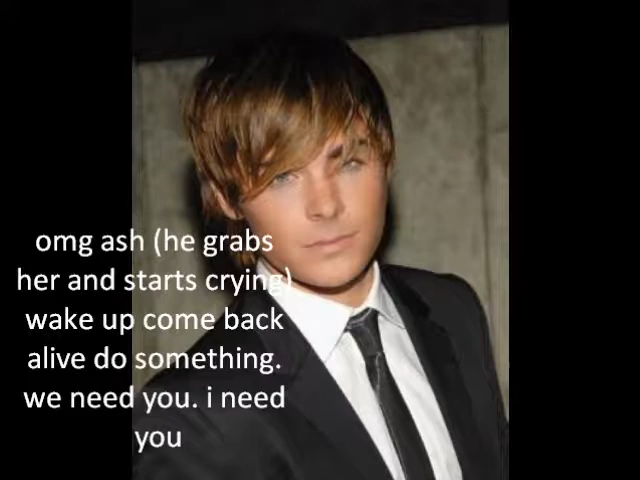 omg ash (he grabs
her and starts crying)
wake up come back
alive do something.
we need you. i need
you